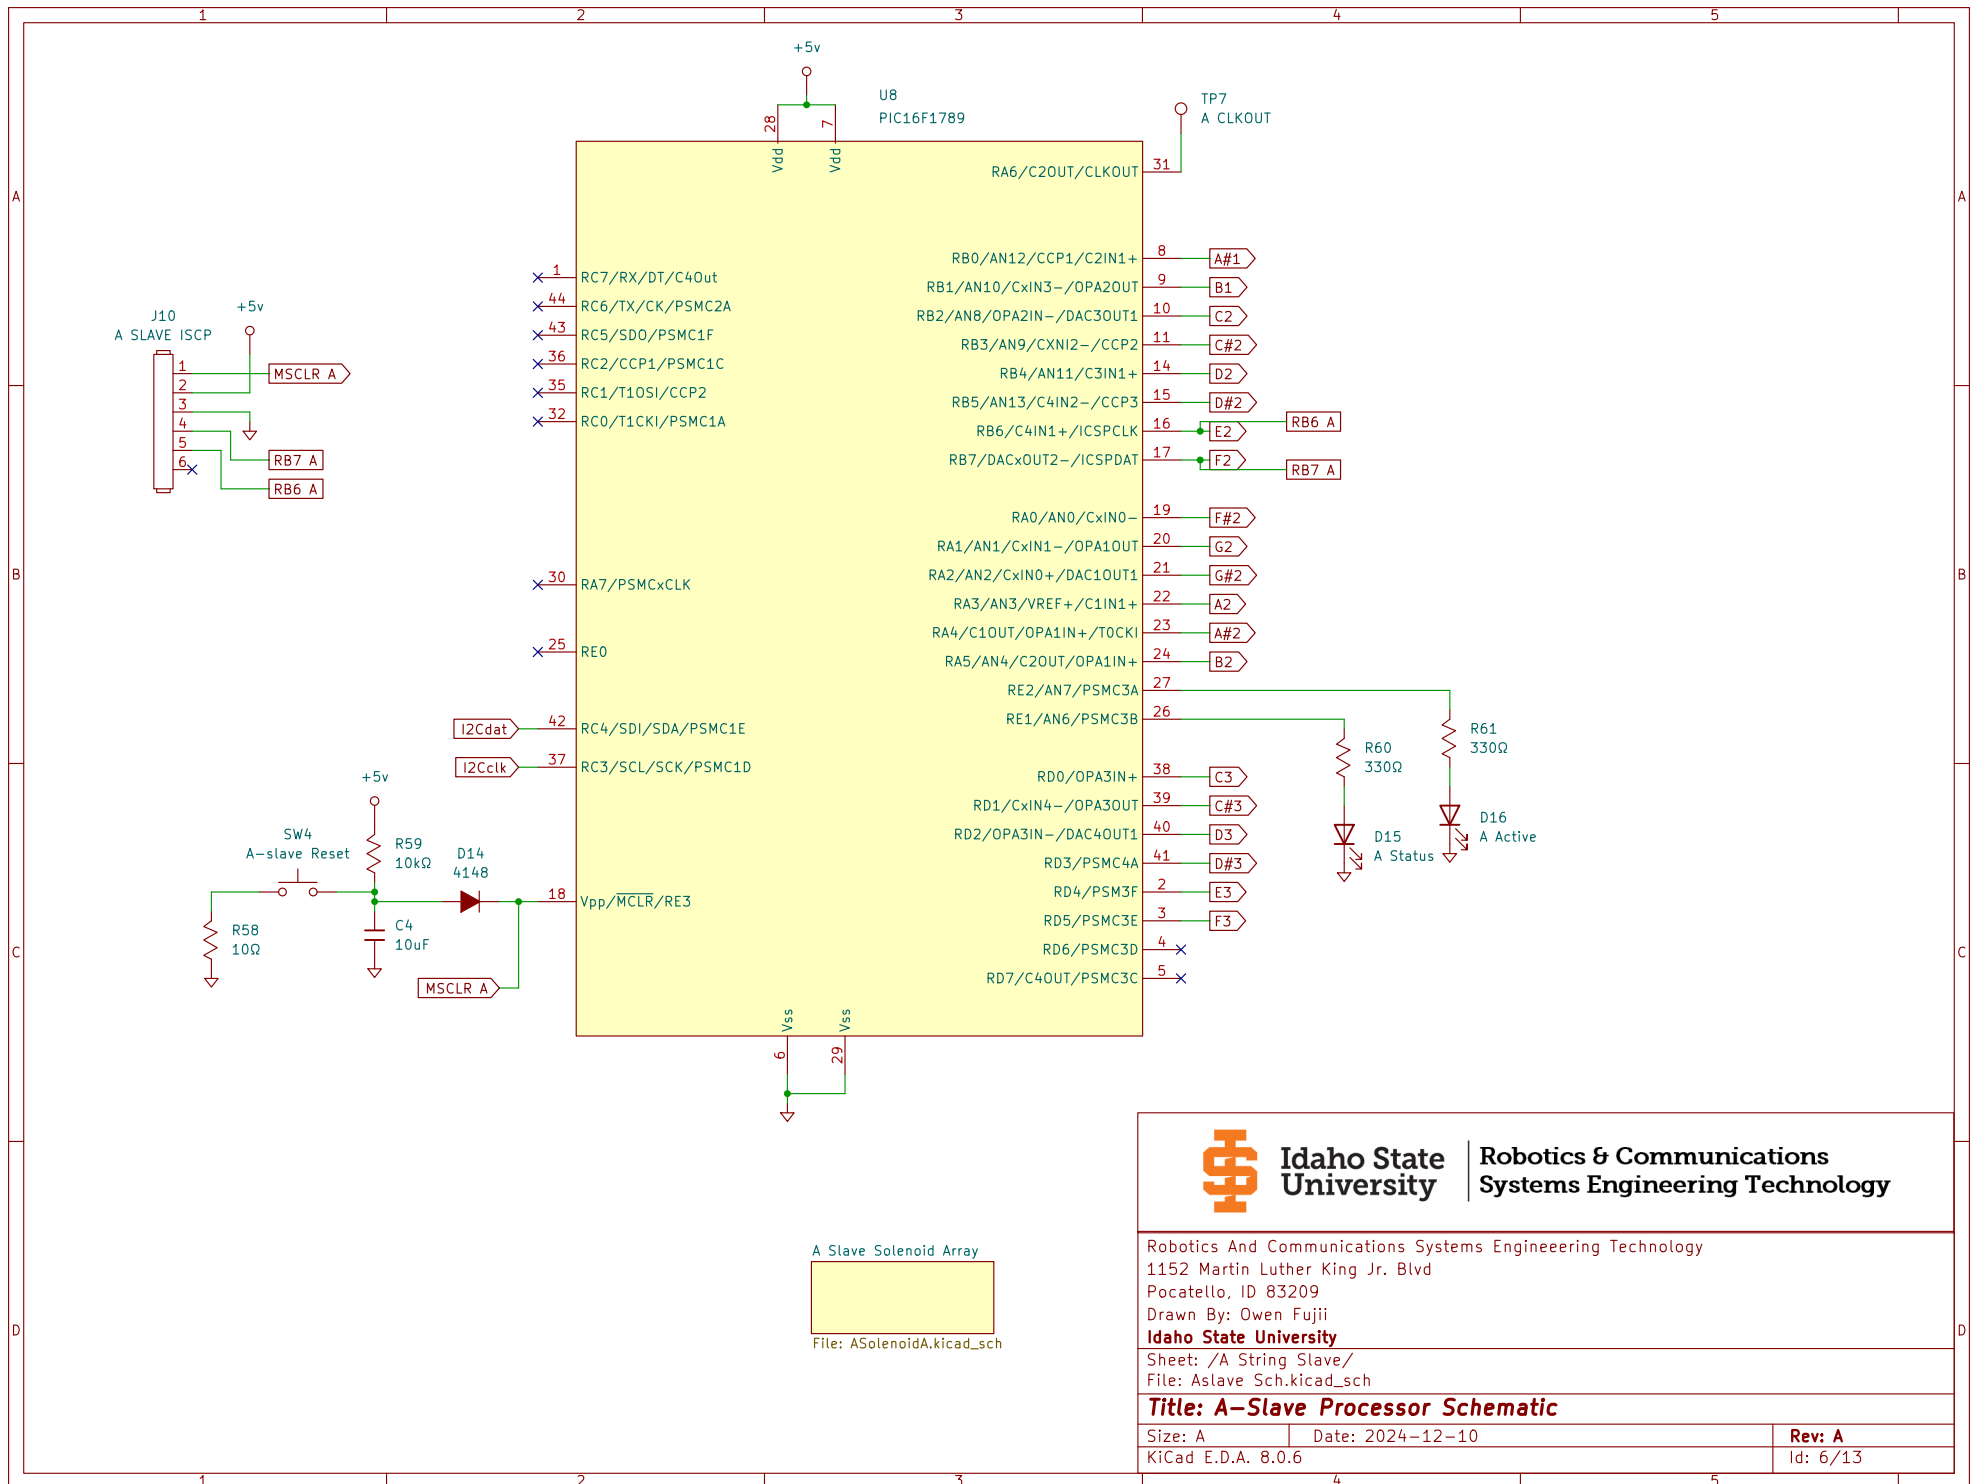 1 2 3 4 5
A
A
B
B
C
C
D
D
+5v
U8
PIC16F1789
28
7
Vdd
Vdd
TP7
A CLKOUT
RA6/C2OUT/CLKOUT 31
J10
A SLAVE ISCP
+5v
1
2
3
4
5
6
MSCLR A
RB7 A
RB6 A
1 RC7/RX/DT/C4Out
44 RC6/TX/CK/PSMC2A
43 RC5/SDO/PSMC1F
36 RC2/CCP1/PSMC1C
35 RC1/T1OSI/CCP2
32 RC0/T1CKI/PSMC1A
30 RA7/PSMCxCLK
25 RE0
I2Cdat 42 RC4/SDI/SDA/PSMC1E
I2Cclk 37 RC3/SCL/SCK/PSMC1D
18 Vpp/MCLR/RE3
RB0/AN12/CCP1/C2IN1+ 8 A#1
RB1/AN10/CxIN3-/OPA2OUT 9 B1
RB2/AN8/OPA2IN-/DAC3OUT1 10 C2
RB3/AN9/CXNI2-/CCP2 11 C#2
RB4/AN11/C3IN1+ 14 D2
RB5/AN13/C4IN2-/CCP3 15 D#2
RB6/C4IN1+/ICSPCLK 16 E2 RB6 A
RB7/DACxOUT2-/ICSPDAT 17 F2 RB7 A
RA0/AN0/CxIN0- 19 F#2
RA1/AN1/CxIN1-/OPA1OUT 20 G2
RA2/AN2/CxIN0+/DAC1OUT1 21 G#2
RA3/AN3/VREF+/C1IN1+ 22 A2
RA4/C1OUT/OPA1IN+/T0CKI 23 A#2
RA5/AN4/C2OUT/OPA1IN+ 24 B2
RE2/AN7/PSMC3A 27
RE1/AN6/PSMC3B 26
RD0/OPA3IN+ 38 C3
RD1/CxIN4-/OPA3OUT 39 C#3
RD2/OPA3IN-/DAC4OUT1 40 D3
RD3/PSMC4A 41 D#3
RD4/PSM3F 2 E3
RD5/PSMC3E 3 F3
RD6/PSMC3D 4
RD7/C4OUT/PSMC3C 5
R61
330Ω
R60
330Ω
D16
A Active
D15
A Status
+5v
SW4
A-slave Reset
R59
10kΩ
D14
4148
R58
10Ω
C4
10uF
MSCLR A
Vss
Vss
6
29
A Slave Solenoid Array
File: ASolenoidA.kicad_sch
Idaho State
University
Robotics & Communications
Systems Engineering Technology
Robotics And Communications Systems Engineeering Technology
1152 Martin Luther King Jr. Blvd
Pocatello, ID 83209
Drawn By: Owen Fujii
Idaho State University
Sheet: /A String Slave/
File: Aslave Sch.kicad_sch
Title: A-Slave Processor Schematic
Size: A Date: 2024-12-10 Rev: A
KiCad E.D.A. 8.0.6 Id: 6/13
1 2 3 4 5